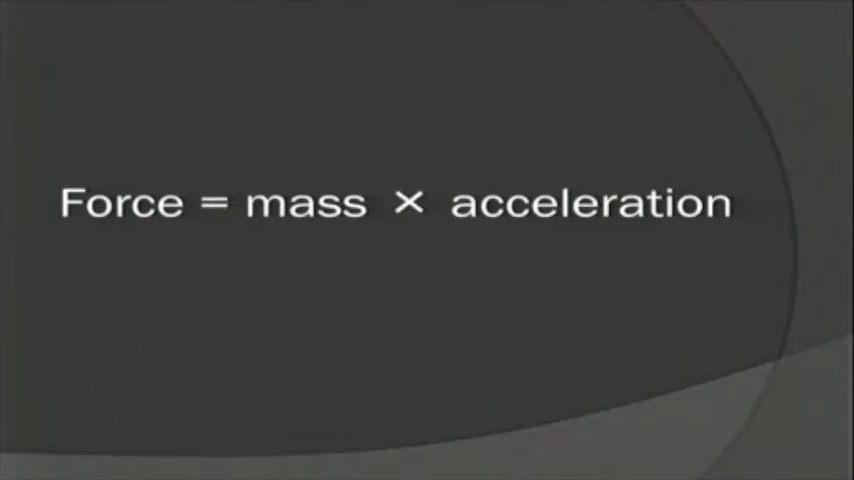 Force = mass × acceleration